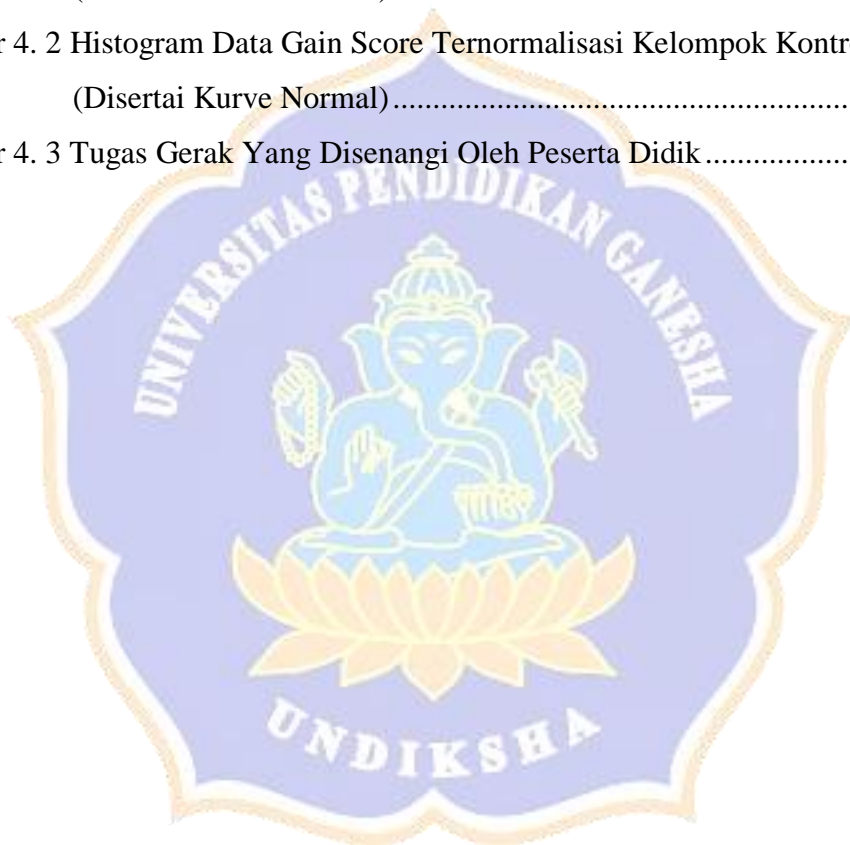 r 4. 2 Histogram Data Gain Score Ternormalisasi Kelompok Kontr
(Disertai Kurve Normal)......................................................
r 4. 3 Tugas Gerak Yang Disenangi Oleh Peserta Didik..................
UNIVERSITAS PENDIDIKAN GANESHA
UNDIKSHA